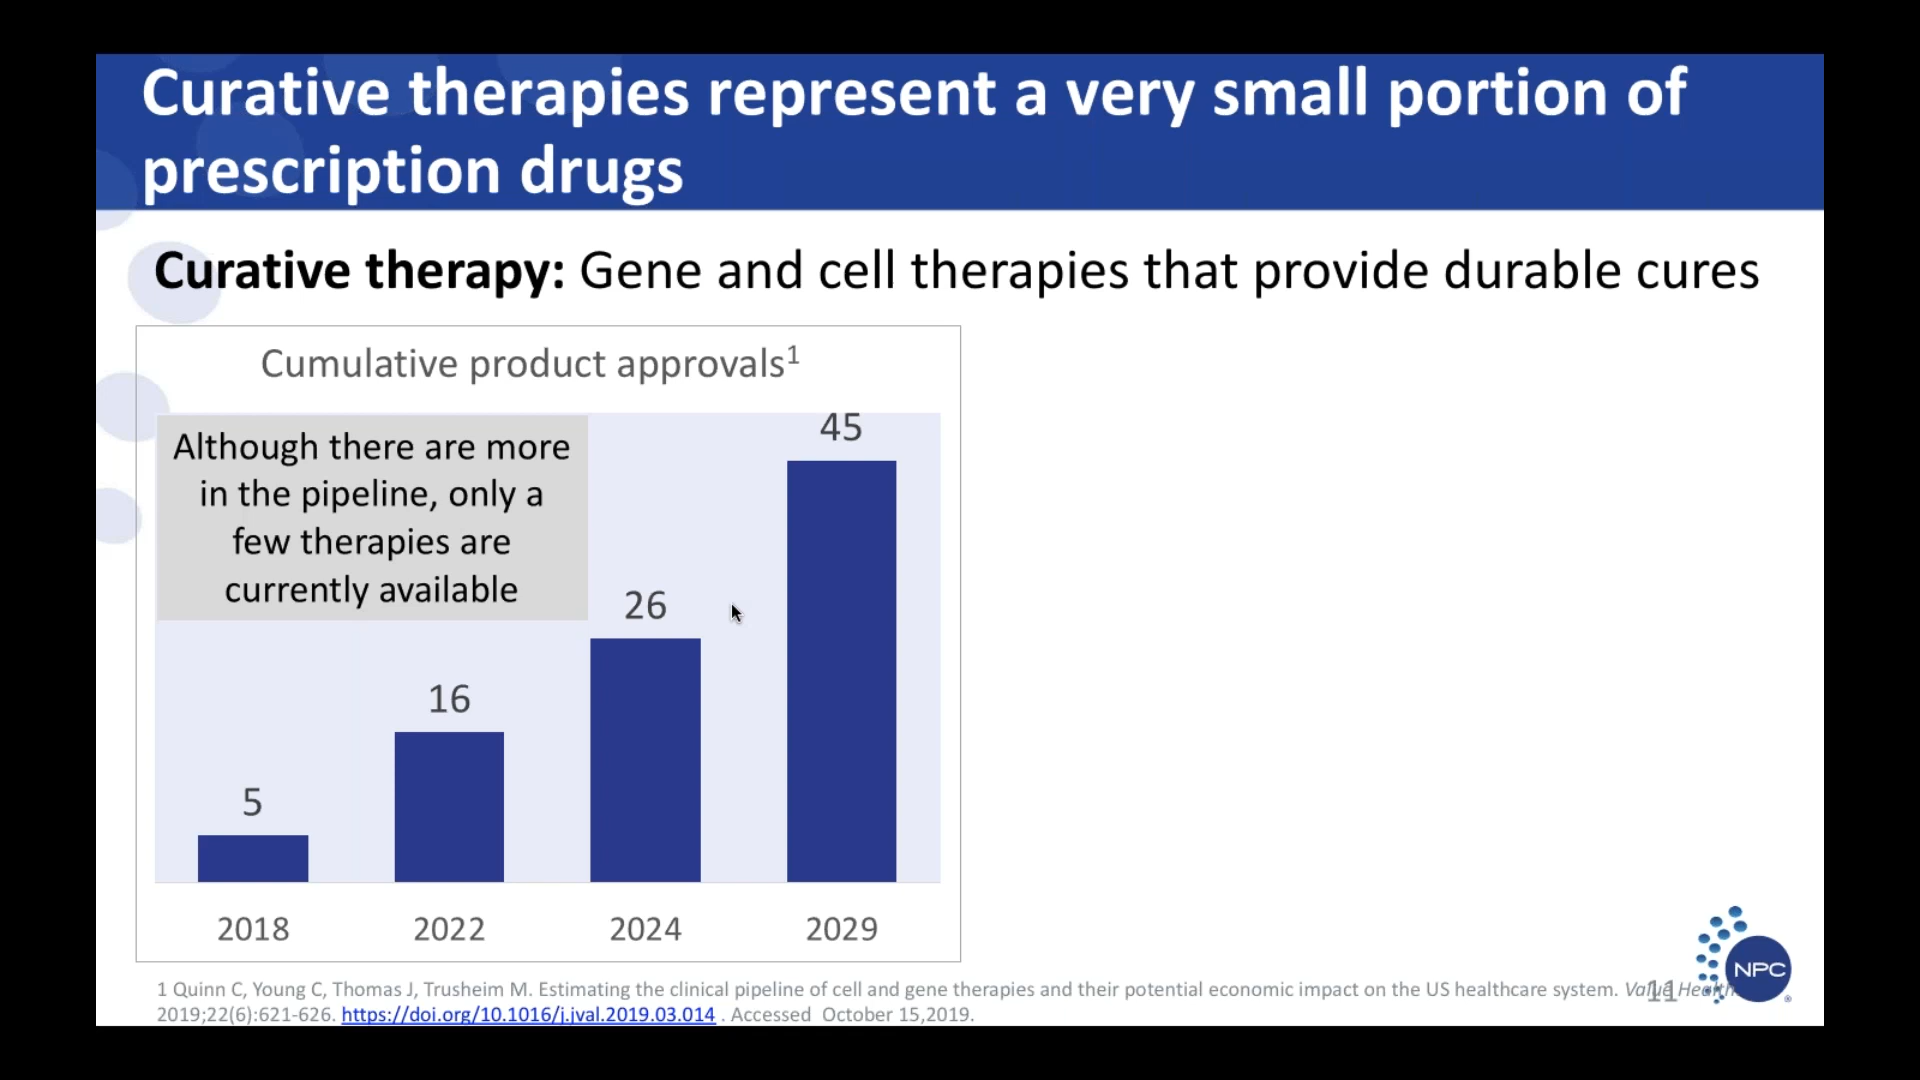 Curative therapies represent a very small portion of
prescription drugs
Curative therapy: Gene and cell therapies that provide durable cures
Cumulative product approvals¹
Although there are more
in the pipeline, only a
few therapies are
currently available
45
26
16
5
2018 2022 2024 2029
1 Quinn C, Young C, Thomas J, Trusheim M. Estimating the clinical pipeline of cell and gene therapies and their potential economic impact on the US healthcare system. Value Health.
2019;22(6):621-626. https://doi.org/10.1016/j.jval.2019.03.014 . Accessed October 15,2019.
11
NPC